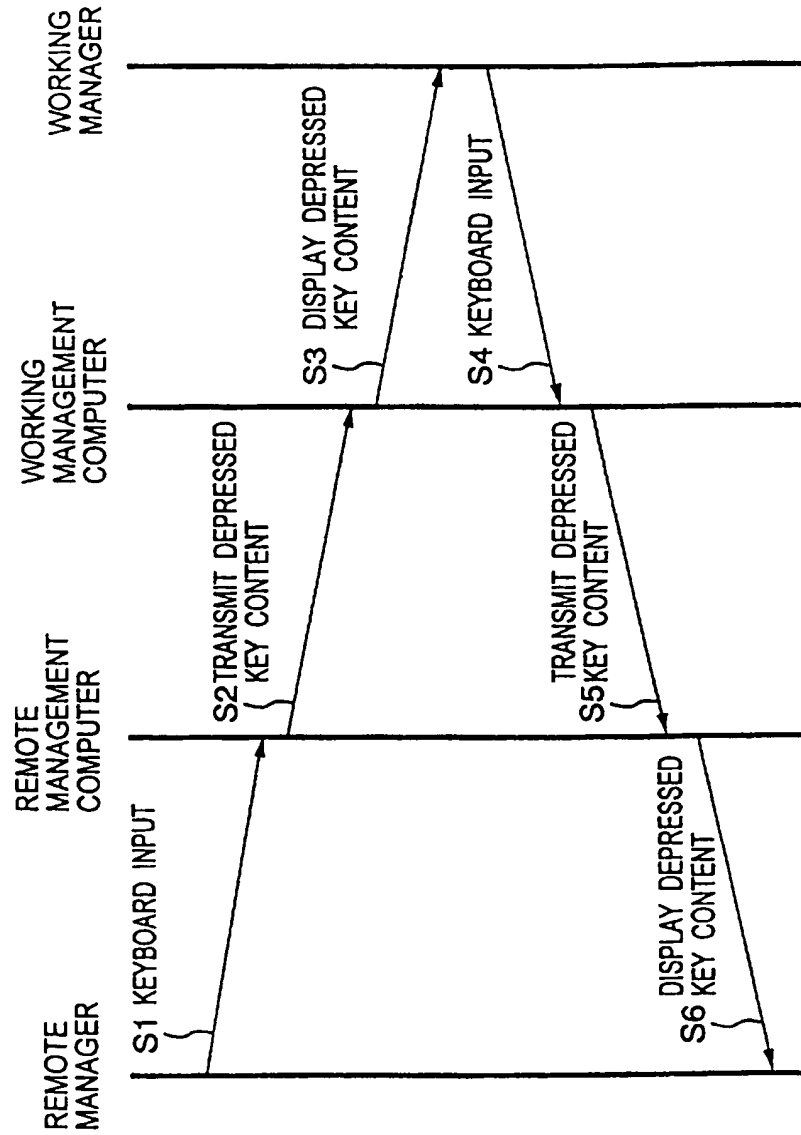 REMOTE
MANAGER
REMOTE
MANAGEMENT
COMPUTER
WORKING
MANAGEMENT
COMPUTER
WORKING
MANAGER
S1 KEYBOARD INPUT
S2 TRANSMIT DEPRESSED
KEY CONTENT
S3 DISPLAY DEPRESSED
KEY CONTENT
S4 KEYBOARD INPUT
TRANSMIT DEPRESSED
S5 KEY CONTENT
DISPLAY DEPRESSED
S6 KEY CONTENT